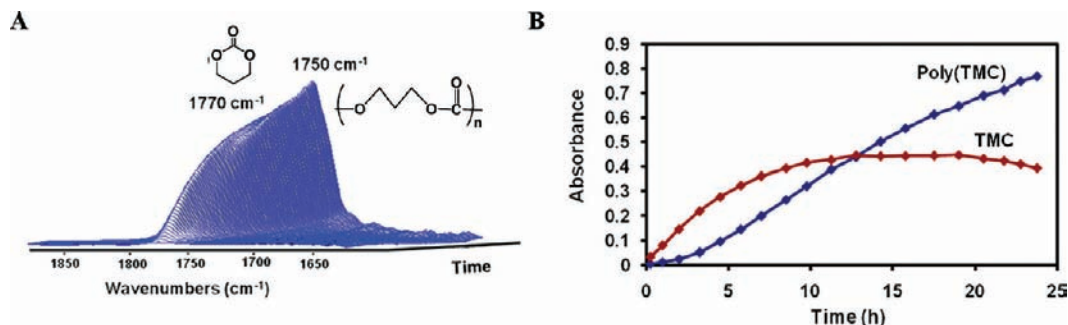 A
O
O
1
O
1750 cm⁻¹
1770 cm⁻¹
O
O
O
C
n
1850
1800
1750
1700
1650
Time
Wavenumbers (cm⁻¹)
B
0.9
0.8
0.7
0.6
0.5
0.4
0.3
0.2
0.1
0
Absorbance
Poly(TMC)
TMC
0
5
10
15
20
25
Time (h)